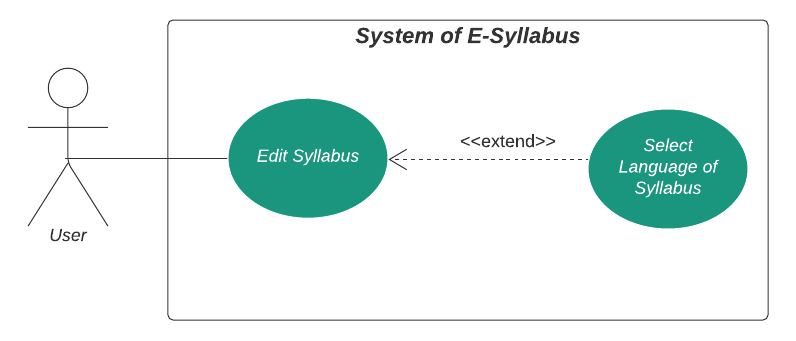 System of E-Syllabus
<<extend>>
Edit Syllabus
Select
Language of
Syllabus
User